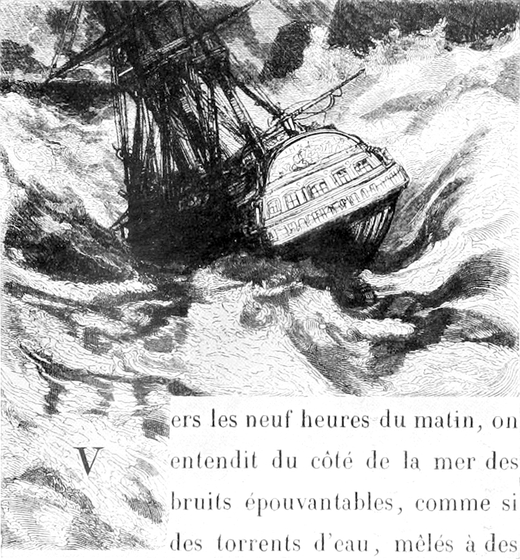 Vers les neuf heures du matin, on
entendit du côté de la mer des
bruits épouvantables, comme si
des torrents d'eau, mêlés à des